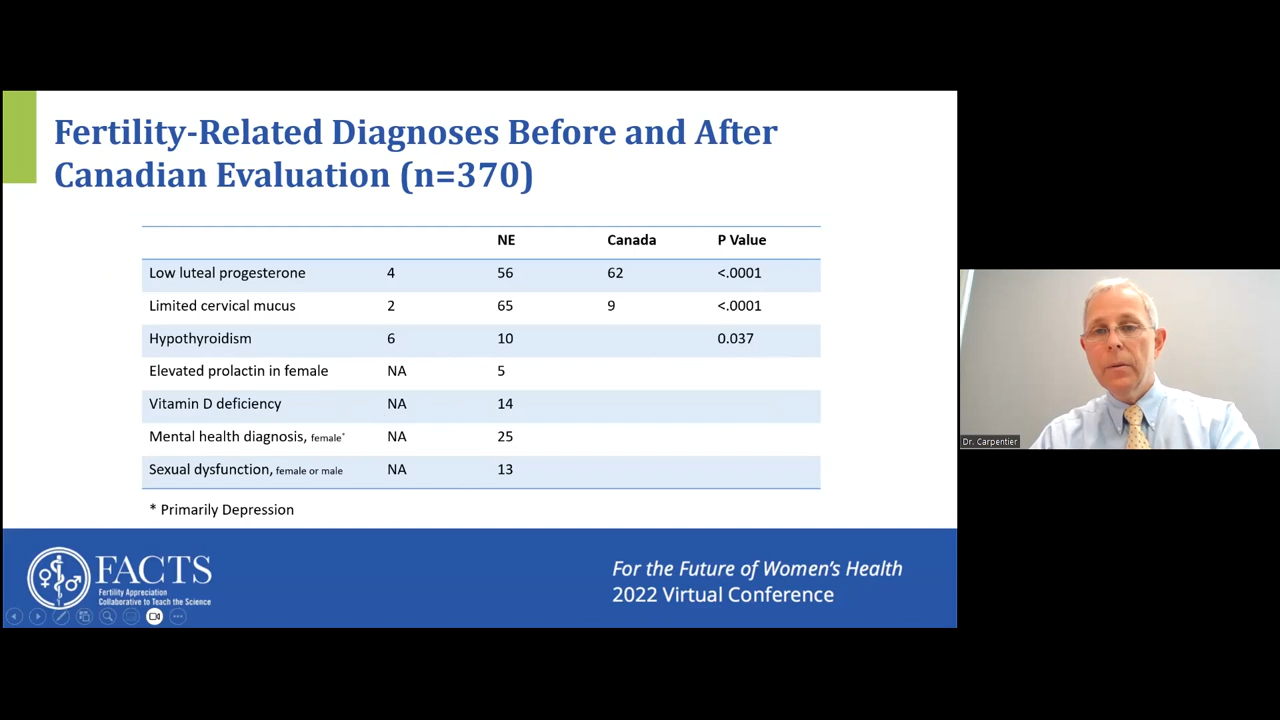 Fertility-Related Diagnoses Before and After
Canadian Evaluation (n=370)
NE Canada P Value
Low luteal progesterone 4 56 62 <.0001
Limited cervical mucus 2 65 9 <.0001
Hypothyroidism 6 10 0.037
Elevated prolactin in female NA 5
Vitamin D deficiency NA 14
Mental health diagnosis, female* NA 25
Sexual dysfunction, female or male NA 13
* Primarily Depression
FACTS
Fertility Appreciation
Collaborative to Teach the Science
For the Future of Women's Health
2022 Virtual Conference
Dr. Carpentier